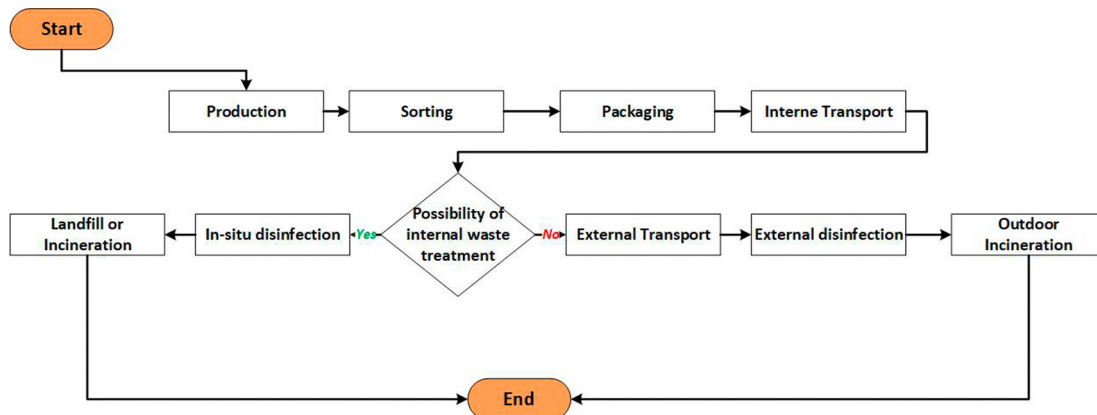 Start
Production
Sorting
Packaging
Interne Transport
Possibility of
internal waste
treatment
Yes
No
Landfill or
Incineration
In-situ disinfection
External Transport
External disinfection
Outdoor
Incineration
End